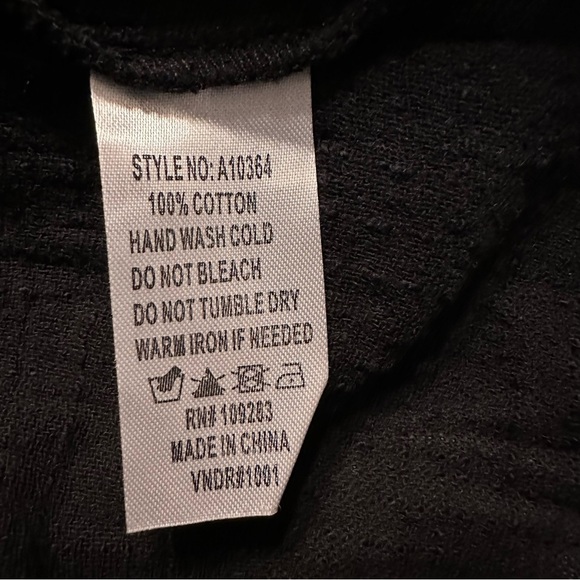 STYLE NO: A10364
100% COTTON
HAND WASH COLD
DO NOT BLEACH
DO NOT TUMBLE DRY
WARM IRON IF NEEDED
RN# 109283
MADE IN CHINA
VNDR#1001